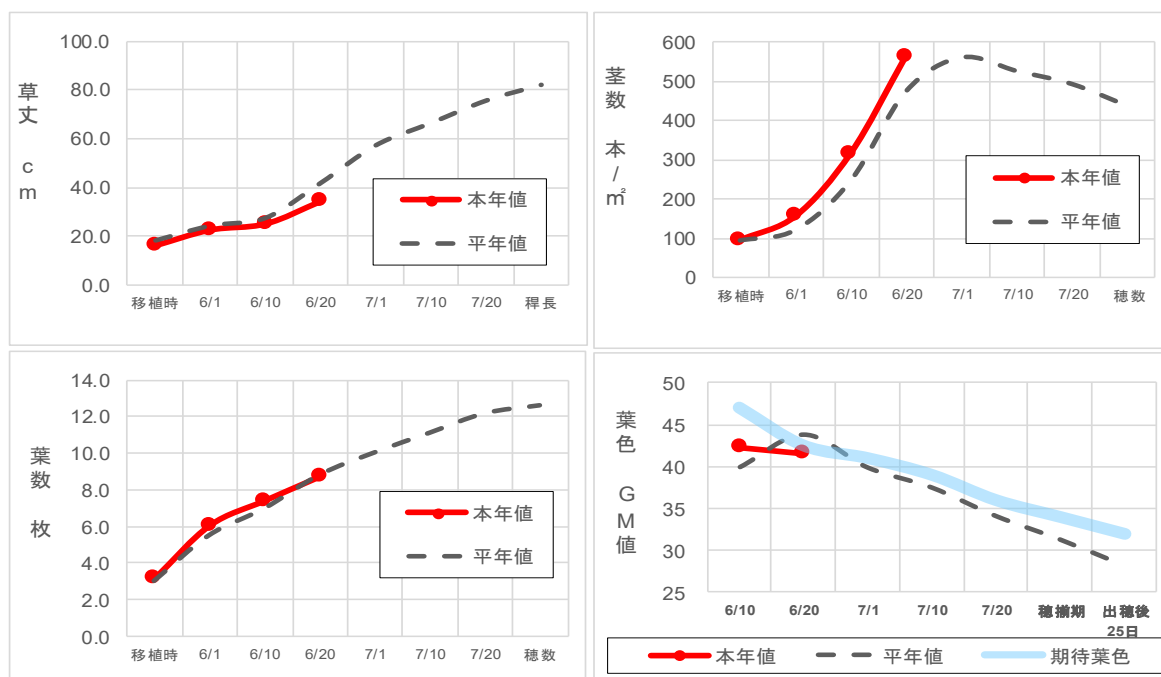 草丈 cm
100.0
80.0
60.0
40.0
20.0
0.0
移植時 6/1 6/10 6/20 7/1 7/10 7/20 稈長
本年値
平年値
茎数 本/㎡
600
500
400
300
200
100
0
移植時 6/1 6/10 6/20 7/1 7/10 7/20 穂数
本年値
平年値
葉数 枚
14.0
12.0
10.0
8.0
6.0
4.0
2.0
0.0
移植時 6/1 6/10 6/20 7/1 7/10 7/20 穂数
本年値
平年値
葉色 GM値
50
45
40
35
30
25
6/10 6/20 7/1 7/10 7/20 穂揃期 出穂後
25日
本年値 平年値 期待葉色